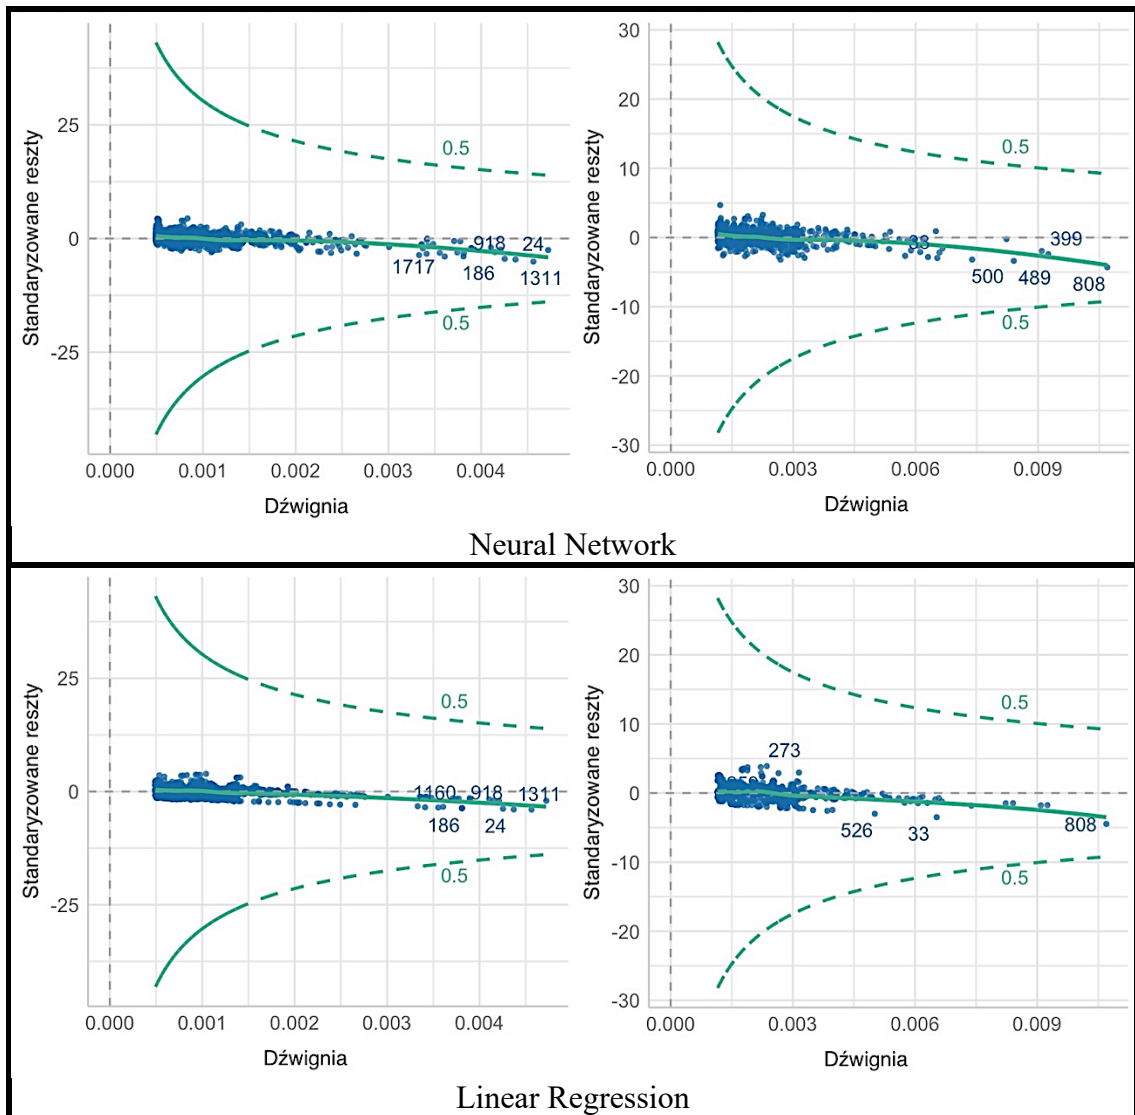 Standaryzowane reszty
25
0
-25
0.5
918 24
1717 186 1311
0.5
0.000 0.001 0.002 0.003 0.004
Dźwignia
Standaryzowane reszty
30
20
10
0
-10
-20
-30
0.5
33 399
500 489 808
0.5
0.000 0.003 0.006 0.009
Dźwignia
Neural Network
Standaryzowane reszty
25
0
-25
0.5
1160 918 1311
186 24
0.5
0.000 0.001 0.002 0.003 0.004
Dźwignia
Standaryzowane reszty
30
20
10
0
-10
-20
-30
0.5
273
526 33 808
0.5
0.000 0.003 0.006 0.009
Dźwignia
Linear Regression